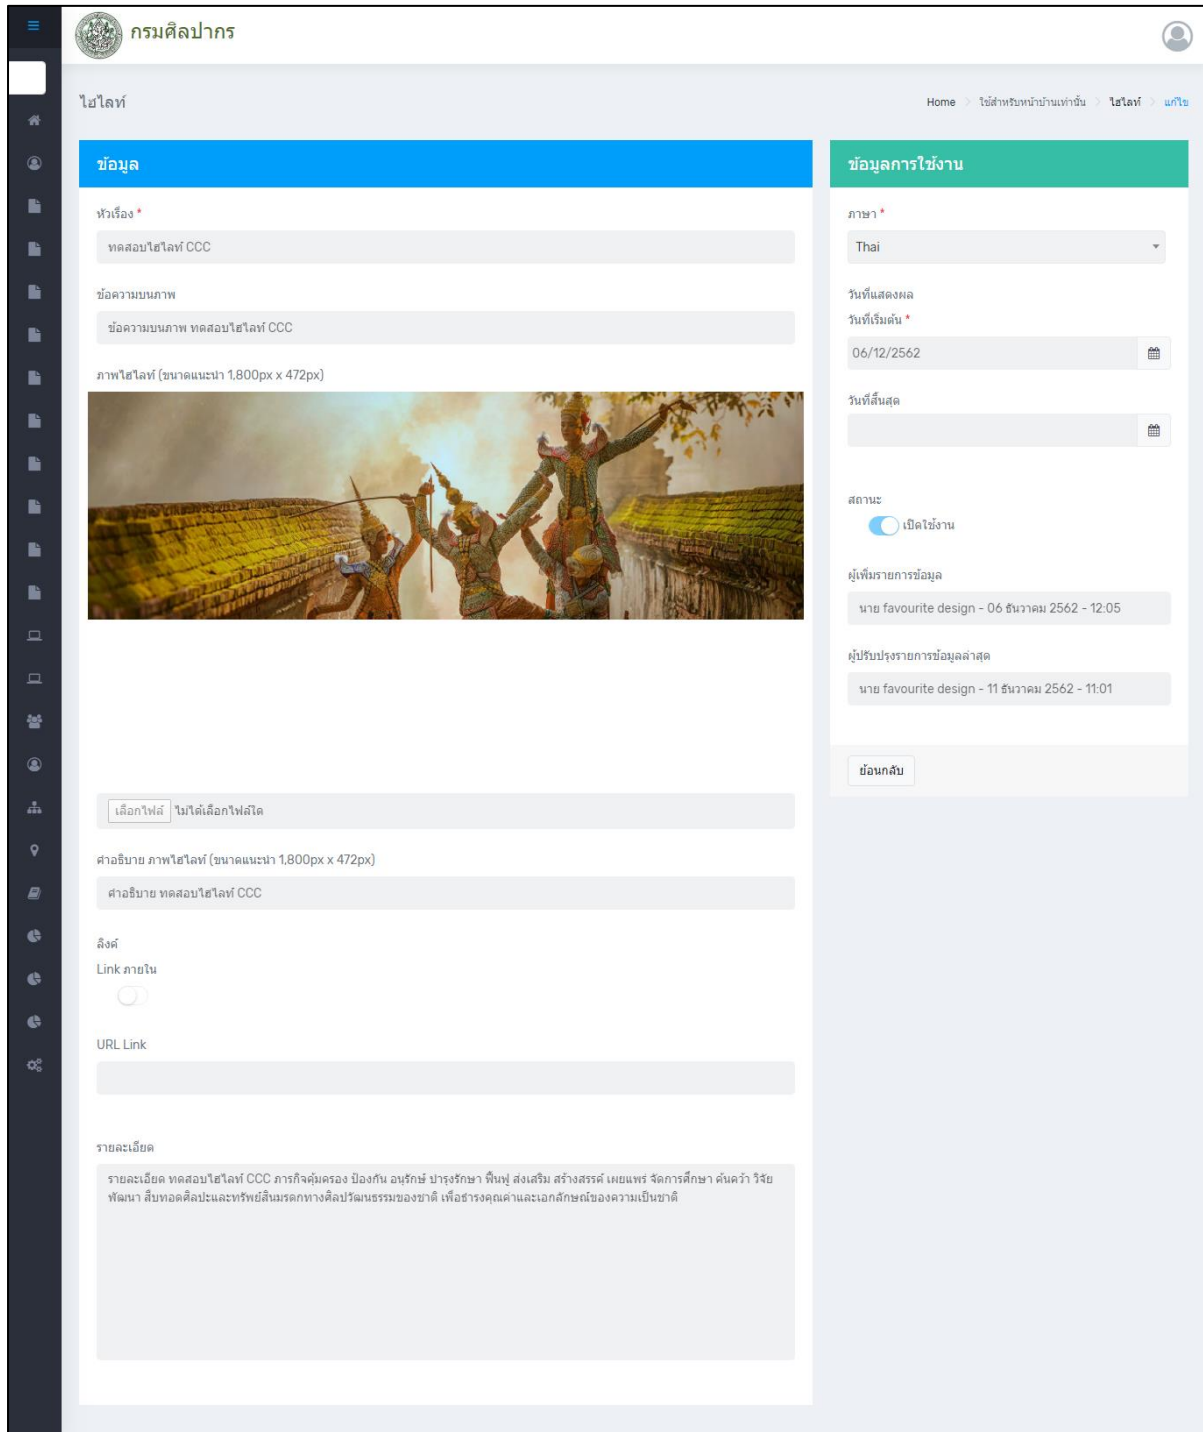 กรมศิลปากร
ไฮไลท์
Home > ใช้สำหรับหน้าบ้านเท่านั้น > ไฮไลท์ > แก้ไข
ข้อมูล
หัวเรื่อง *
ทดสอบไฮไลท์ CCC
ข้อความบนภาพ
ข้อความบนภาพ ทดสอบไฮไลท์ CCC
ภาพไฮไลท์ (ขนาดแนะนำ 1,800px x 472px)
เลือกไฟล์ ไม่ได้เลือกไฟล์ใด
คำอธิบาย ภาพไฮไลท์ (ขนาดแนะนำ 1,800px x 472px)
คำอธิบาย ทดสอบไฮไลท์ CCC
ลิงค์
Link ภายใน
URL Link
รายละเอียด
รายละเอียด ทดสอบไฮไลท์ CCC ภารกิจคุ้มครอง ป้องกัน อนุรักษ์ บำรุงรักษา ฟื้นฟู ส่งเสริม สร้างสรรค์ เผยแพร่ จัดการศึกษา ค้นคว้า วิจัย
พัฒนา สืบทอดศิลปะและทรัพย์สินมรดกทางศิลปวัฒนธรรมของชาติ เพื่อธำรงคุณค่าและเอกลักษณ์ของความเป็นชาติ
ข้อมูลการใช้งาน
ภาษา *
Thai
วันที่แสดงผล
วันที่เริ่มต้น *
06/12/2562
วันที่สิ้นสุด
สถานะ
เปิดใช้งาน
ผู้เพิ่มรายการข้อมูล
นาย favourite design - 06 ธันวาคม 2562 - 12:05
ผู้ปรับปรุงรายการข้อมูลล่าสุด
นาย favourite design - 11 ธันวาคม 2562 - 11:01
ย้อนกลับ